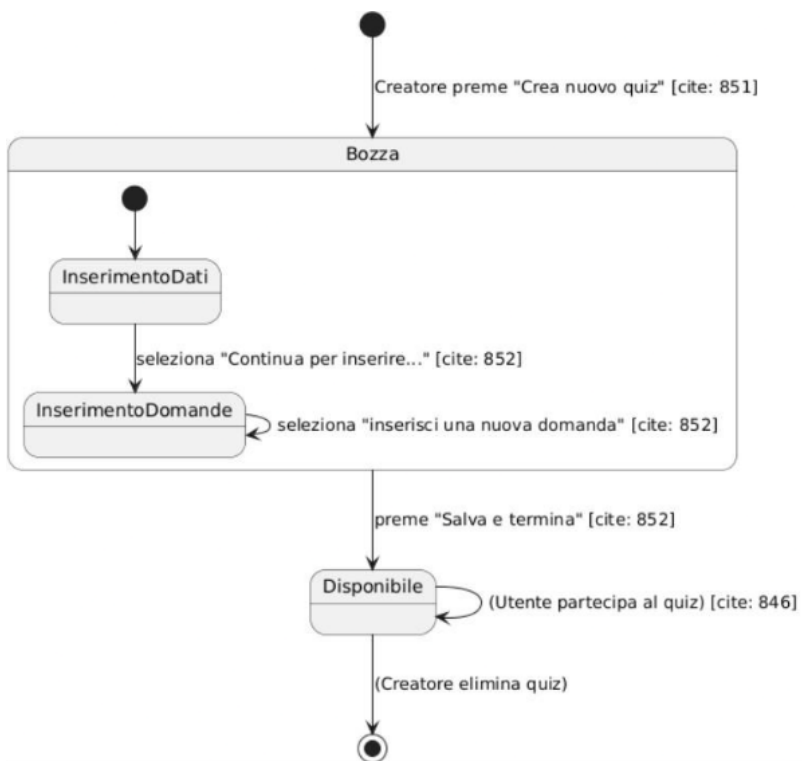 Creatore preme "Crea nuovo quiz" [cite: 851]
Bozza
InserimentoDati
seleziona "Continua per inserire..." [cite: 852]
InserimentoDomande
seleziona "inserisci una nuova domanda" [cite: 852]
preme "Salva e termina" [cite: 852]
Disponibile
(Utente partecipa al quiz) [cite: 846]
(Creatore elimina quiz)